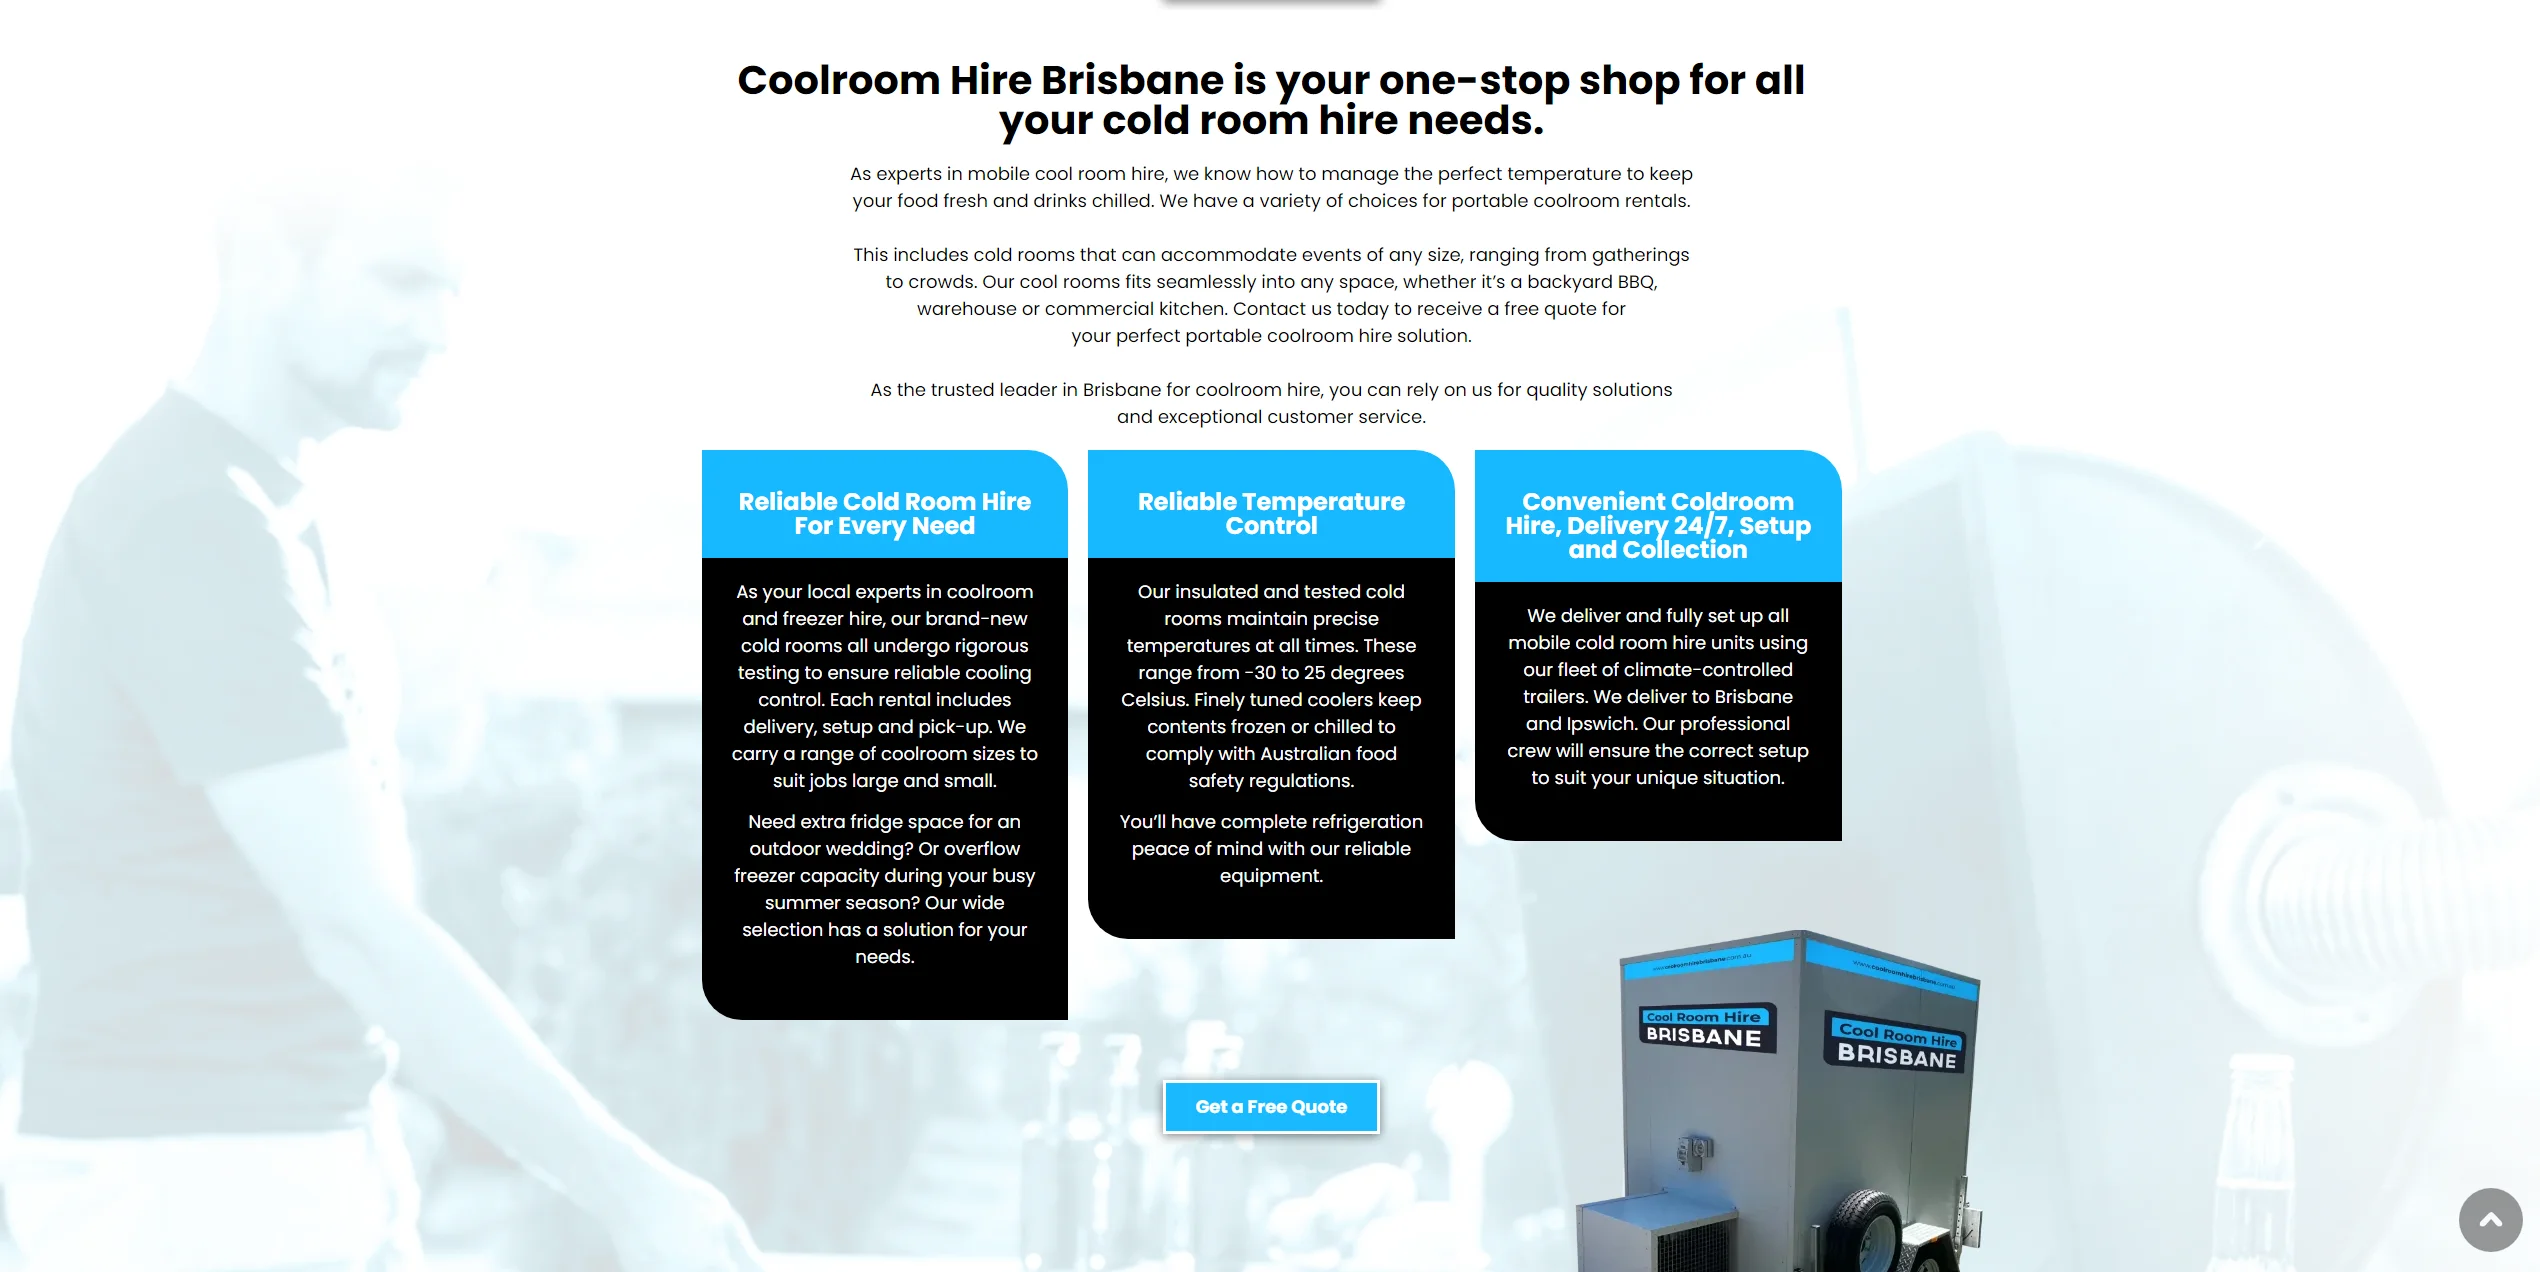 Coolroom Hire Brisbane is your one-stop shop for all
your cold room hire needs.
As experts in mobile cool room hire, we know how to manage the perfect temperature to keep
your food fresh and drinks chilled. We have a variety of choices for portable coolroom rentals.
This includes cold rooms that can accommodate events of any size, ranging from gatherings
to crowds. Our cool rooms fits seamlessly into any space, whether it’s a backyard BBQ,
warehouse or commercial kitchen. Contact us today to receive a free quote for
your perfect portable coolroom hire solution.
As the trusted leader in Brisbane for coolroom hire, you can rely on us for quality solutions
and exceptional customer service.
Reliable Cold Room Hire
For Every Need
As your local experts in coolroom
and freezer hire, our brand-new
cold rooms all undergo rigorous
testing to ensure reliable cooling
control. Each rental includes
delivery, setup and pick-up. We
carry a range of coolroom sizes to
suit jobs large and small.
Need extra fridge space for an
outdoor wedding? Or overflow
freezer capacity during your busy
summer season? Our wide
selection has a solution for your
needs.
Reliable Temperature
Control
Our insulated and tested cold
rooms maintain precise
temperatures at all times. These
range from -30 to 25 degrees
Celsius. Finely tuned coolers keep
contents frozen or chilled to
comply with Australian food
safety regulations.
You’ll have complete refrigeration
peace of mind with our reliable
equipment.
Convenient Coldroom
Hire, Delivery 24/7, Setup
and Collection
We deliver and fully set up all
mobile cold room hire units using
our fleet of climate-controlled
trailers. We deliver to Brisbane
and Ipswich. Our professional
crew will ensure the correct setup
to suit your unique situation.
www.coolroomhirebrisbane.com.au
www.coolroomhirebrisbane.com.au
Cool Room Hire
BRISBANE
Cool Room Hire
BRISBANE
Get a Free Quote